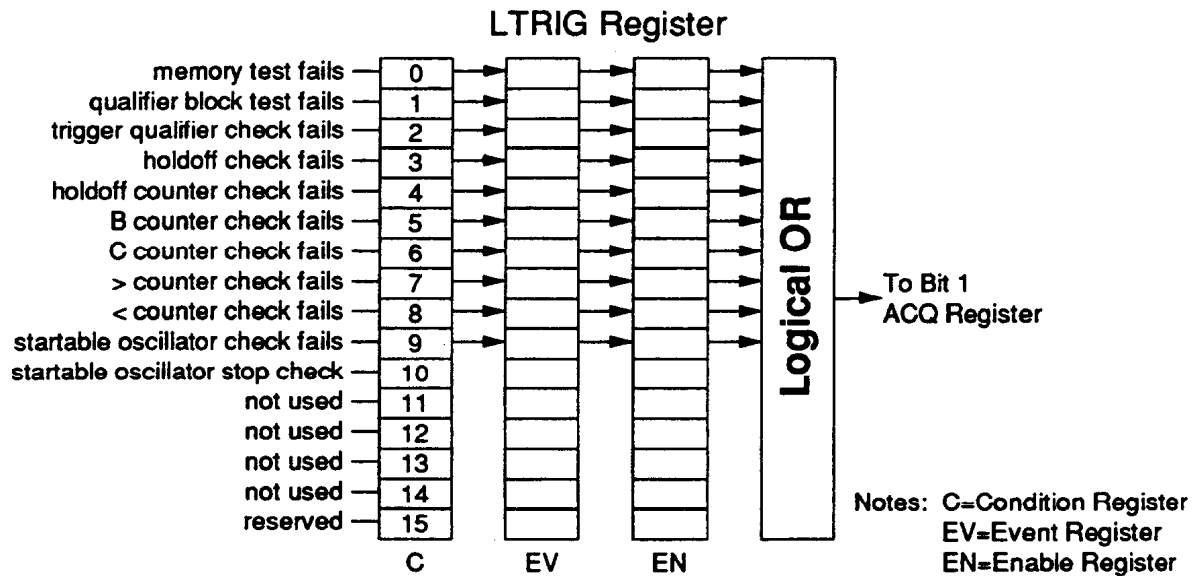 LTRIG Register
memory test fails 0
qualifier block test fails 1
trigger qualifier check fails 2
holdoff check fails 3
holdoff counter check fails 4
B counter check fails 5
C counter check fails 6
> counter check fails 7
< counter check fails 8
startable oscillator check fails 9
startable oscillator stop check 10
not used 11
not used 12
not used 13
not used 14
reserved 15
C EV EN
Logical OR
To Bit 1
ACQ Register
Notes: C=Condition Register
EV=Event Register
EN=Enable Register